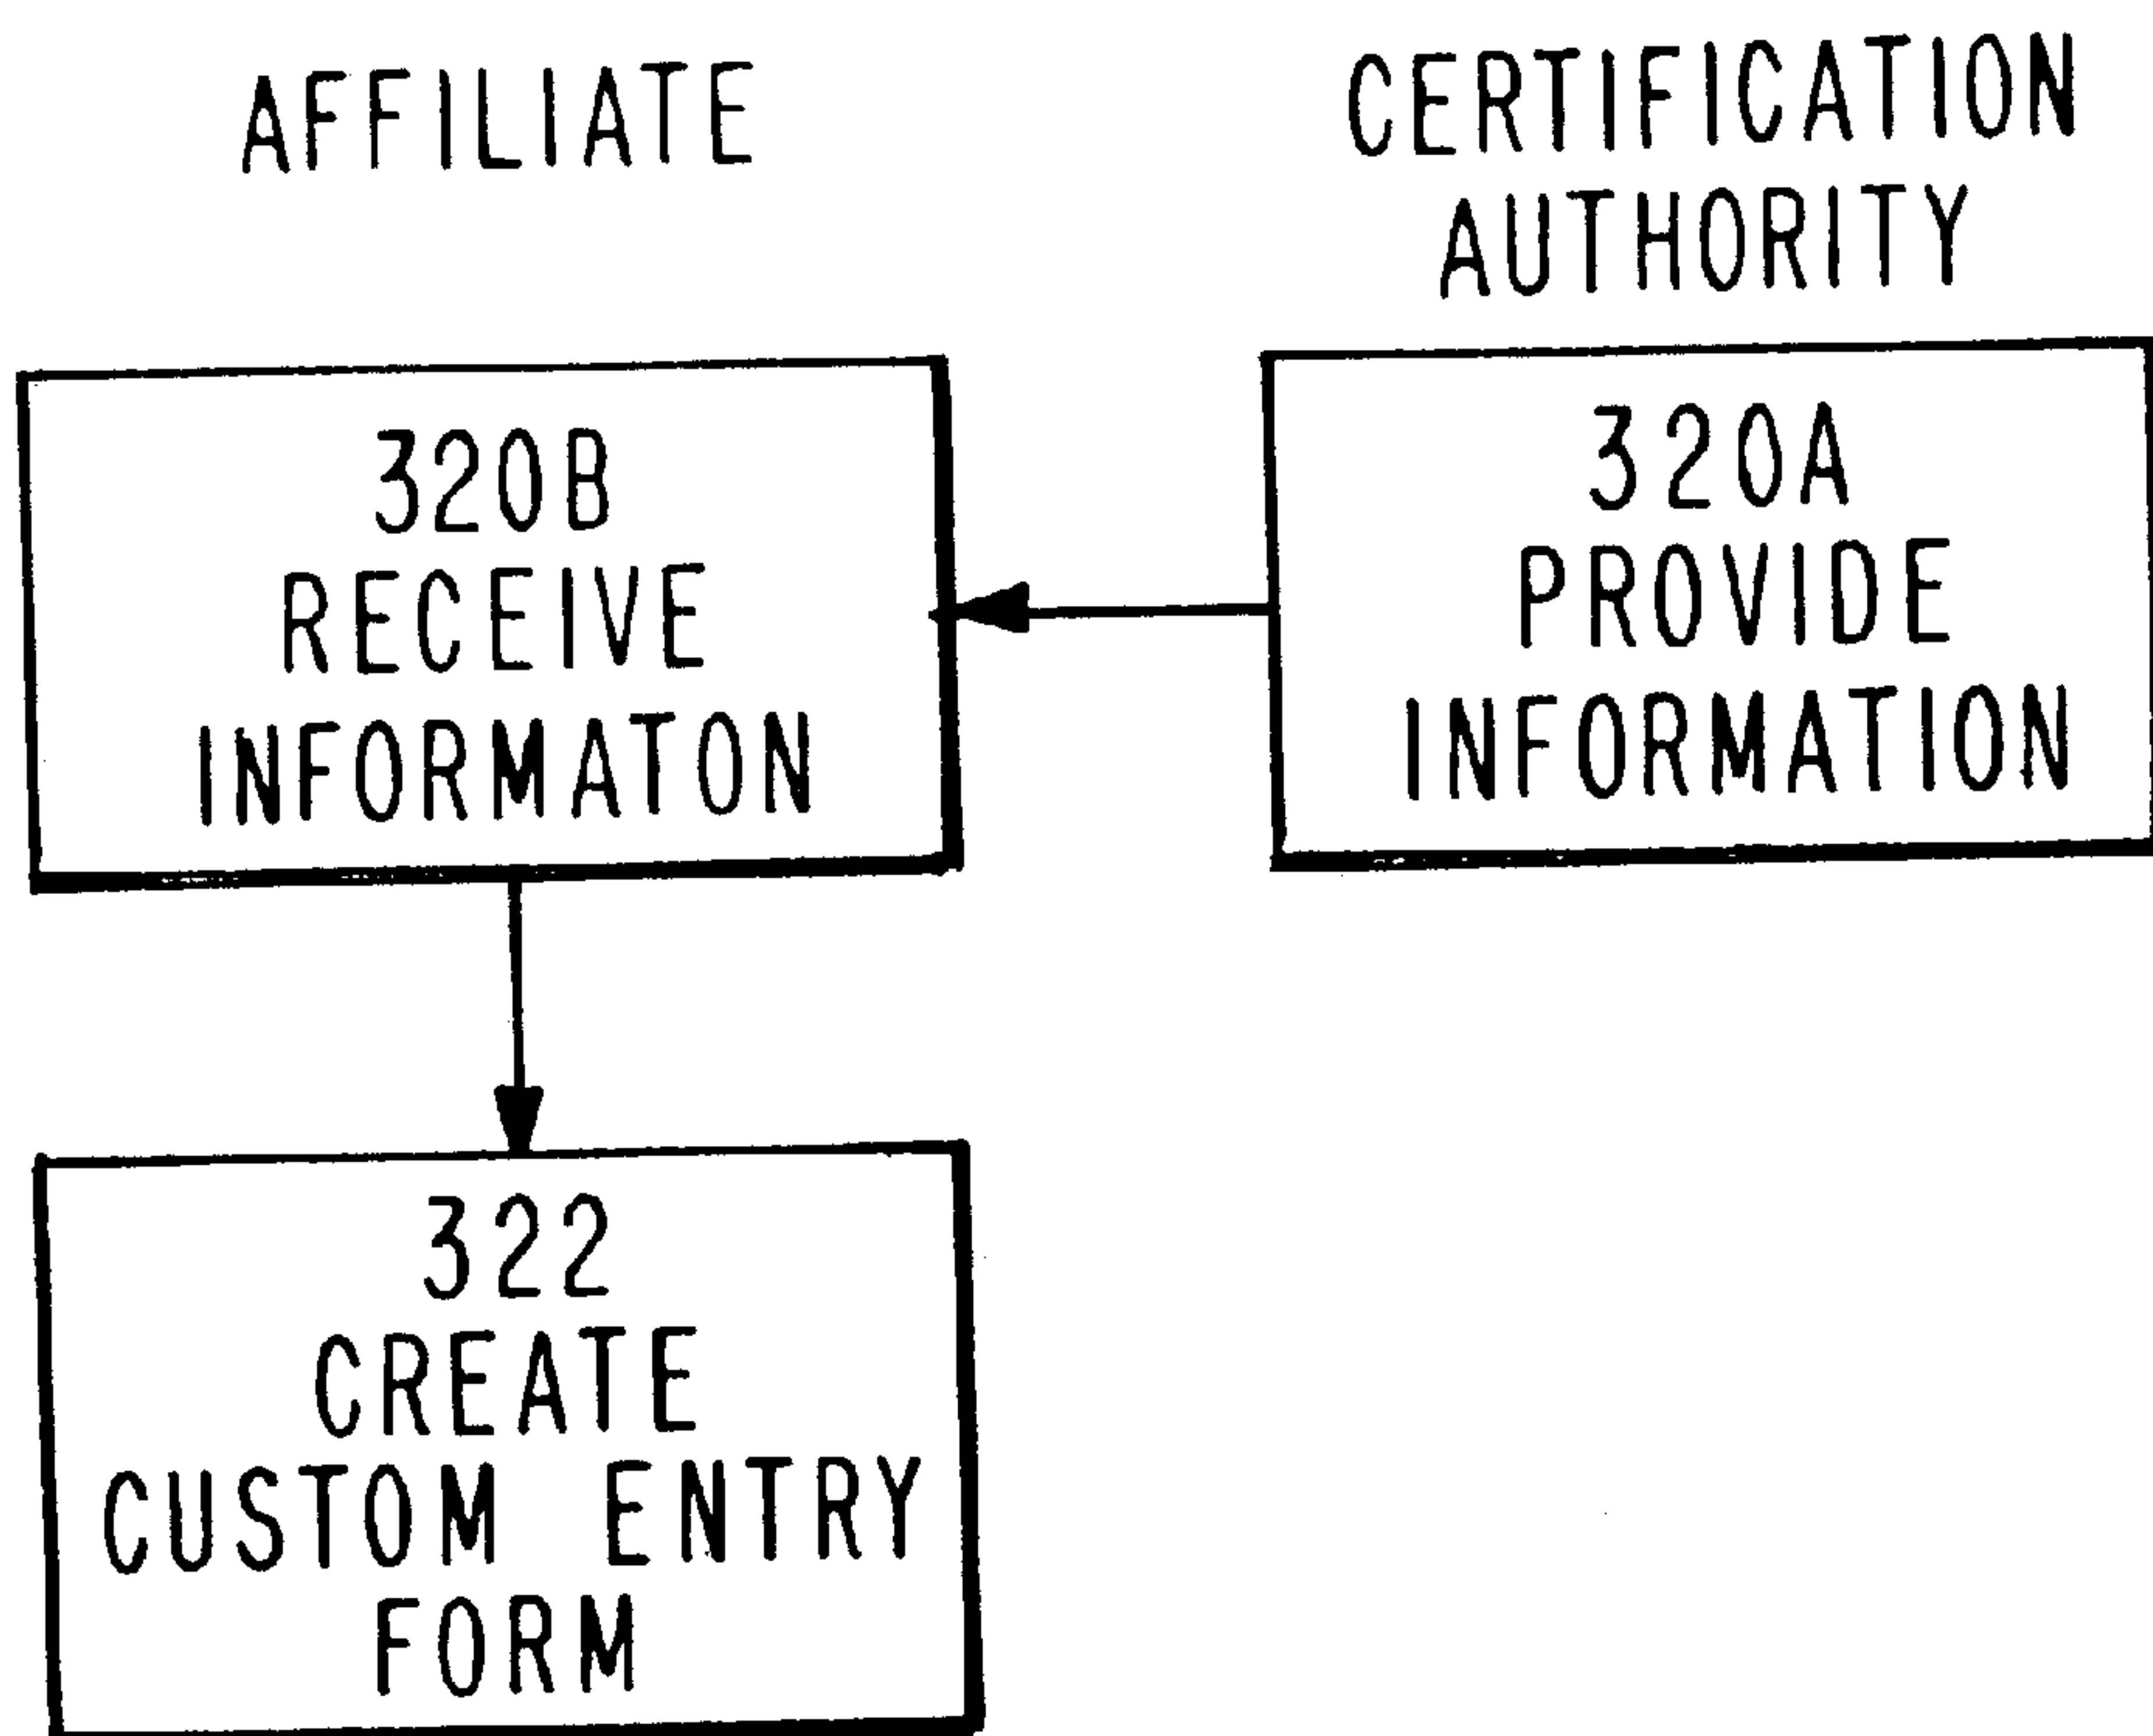 AFFILIATE
CERTIFICATION
AUTHORITY
320B
RECEIVE
INFORMATON
320A
PROVIDE
INFORMATION
322
CREATE
CUSTOM ENTRY
FORM